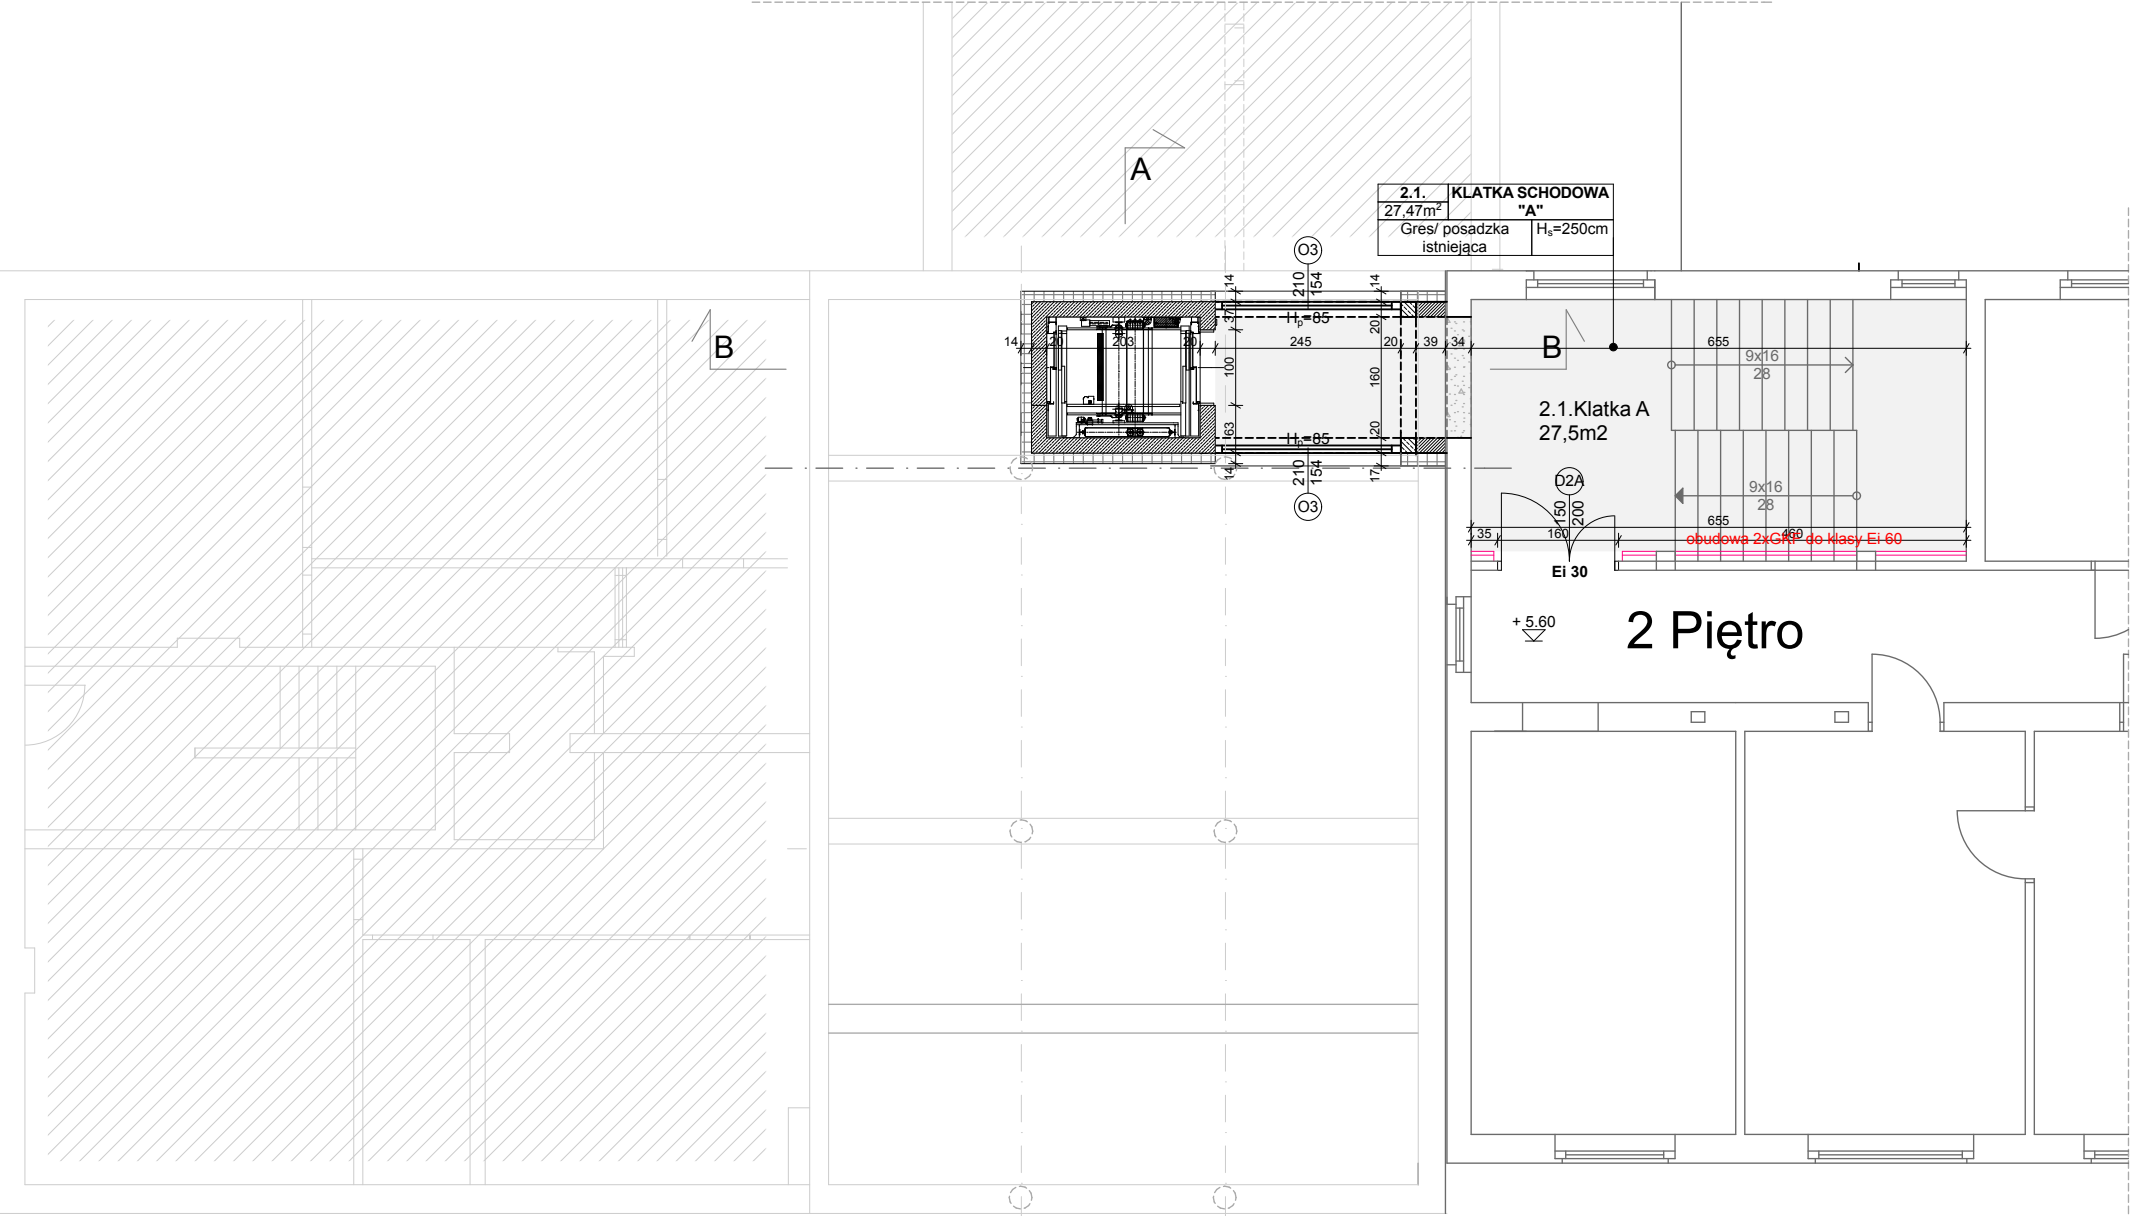 A
2.1. KLATKA SCHODOWA
27,47m² "A"
Gres/ posadzka Hs=250cm
istniejąca
O3
14
210
154
14
37
Hp=85
20
B
14
20
203
20
245
20
39
34
B
655
9x16
28
100
160
2.1.Klatka A
27,5m2
63
Hp=85
20
14
210
154
17
O3
D2A
150
200
9x16
28
655
35
160
460
obudowa 2xGKF do klasy Ei 60
Ei 30
+ 5.60
2 Piętro